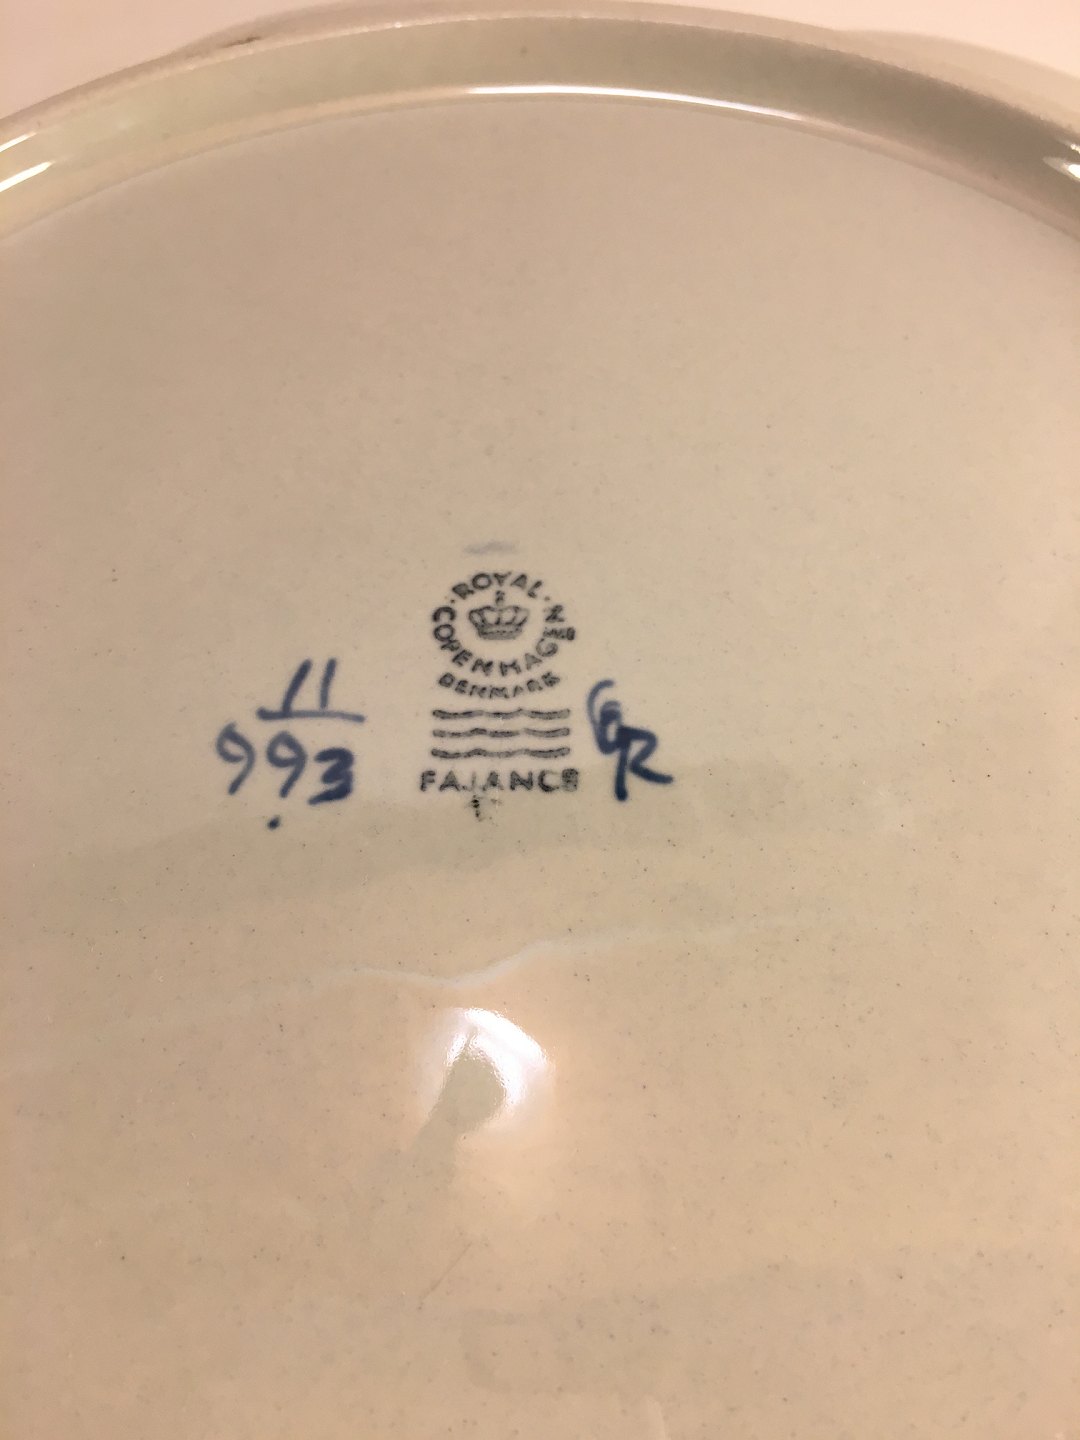 ROYAL COPENHAGEN
DENMARK
FAJANCE
11
993